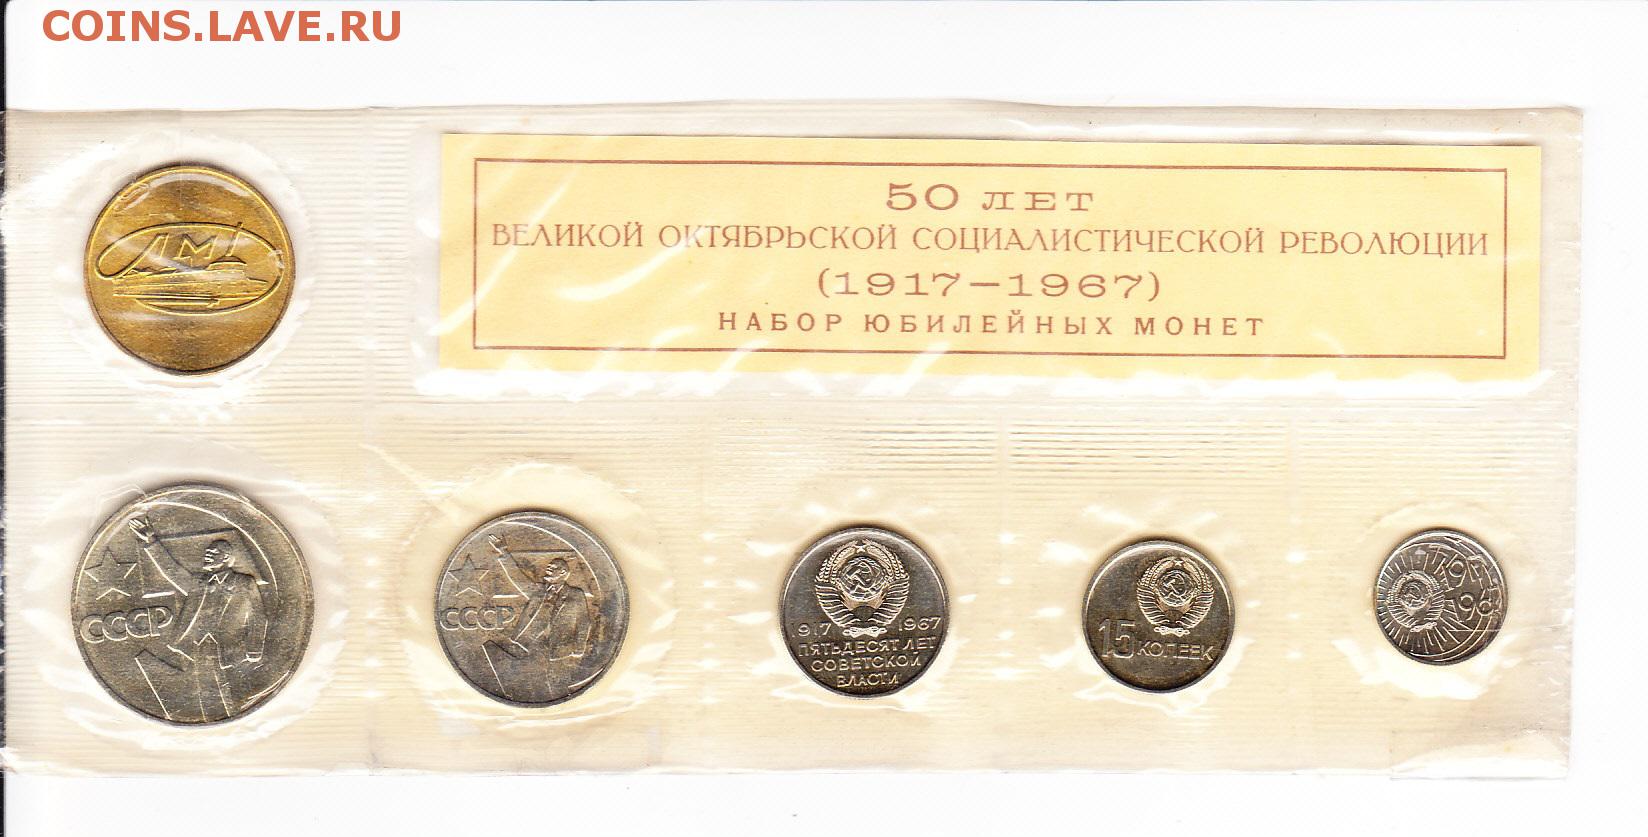 COINS.LAVE.RU
50 ЛЕТ
ВЕЛИКОЙ ОКТЯБРЬСКОЙ СОЦИАЛИСТИЧЕСКОЙ РЕВОЛЮЦИИ
(1917–1967)
НАБОР ЮБИЛЕЙНЫХ МОНЕТ
ЛМД
СССР
СССР
1917 1967
ПЯТЬДЕСЯТ ЛЕТ
СОВЕТСКОЙ
ВЛАСТИ
15 КОПЕЕК
1917